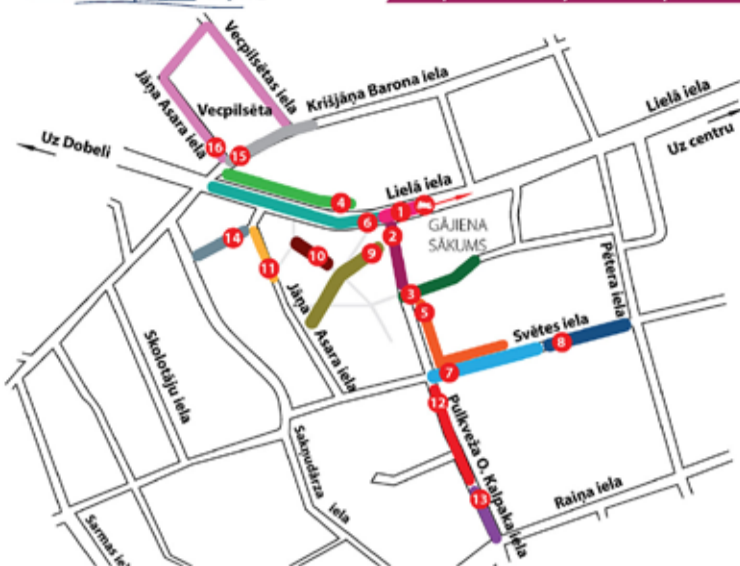 Vecpilsētas iela
Jāņa Asara iela
Vecpilsēta
Krišjāņa Barona iela
Lielā iela
Uz centru
Uz Dobeli
16
15
4
Lielā iela
1
6
2
GĀJIENA
SĀKUMS
14
10
9
11
3
5
Jāņa Asara iela
Pētera iela
Svētes iela
8
7
Skolotāju iela
12
Pulkveža O. Kalpaka iela
Sakņudārza iela
13
Raiņa iela
Sarmas